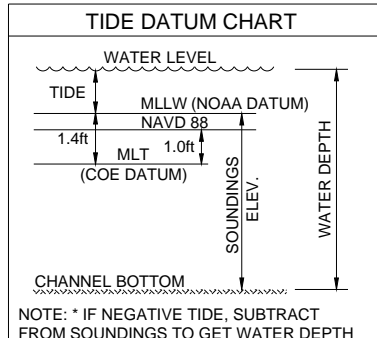 TIDE DATUM CHART
WATER LEVEL
TIDE
MLLW (NOAA DATUM)
NAVD 88
1.4ft
1.0ft
MLT
(COE DATUM)
SOUNDINGS
ELEV.
WATER DEPTH
CHANNEL BOTTOM
NOTE: * IF NEGATIVE TIDE, SUBTRACT
FROM SOUNDINGS TO GET WATER DEPTH